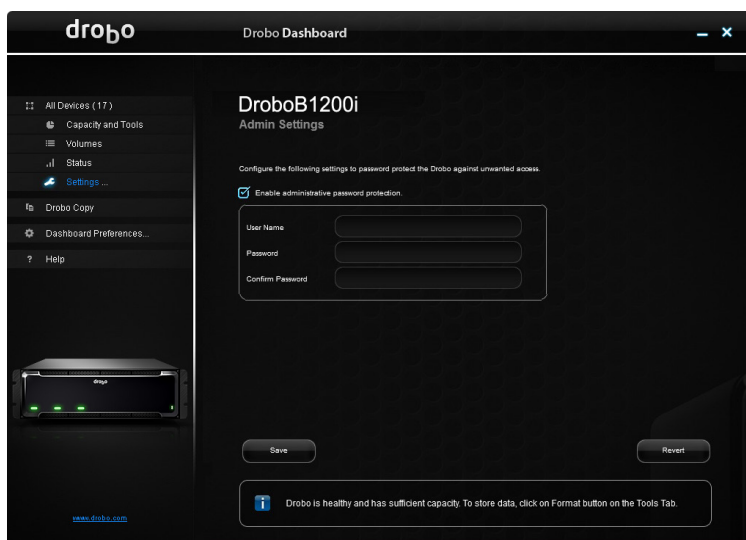 drobo
Drobo Dashboard
All Devices ( 17 )
Capacity and Tools
Volumes
Status
Settings ...
Drobo Copy
Dashboard Preferences...
? Help
drobo
www.drobo.com
DroboB1200i
Admin Settings
Configure the following settings to password protect the Drobo against unwanted access.
Enable administrative password protection.
User Name
Password
Confirm Password
Save
Revert
i
Drobo is healthy and has sufficient capacity. To store data, click on Format button on the Tools Tab.